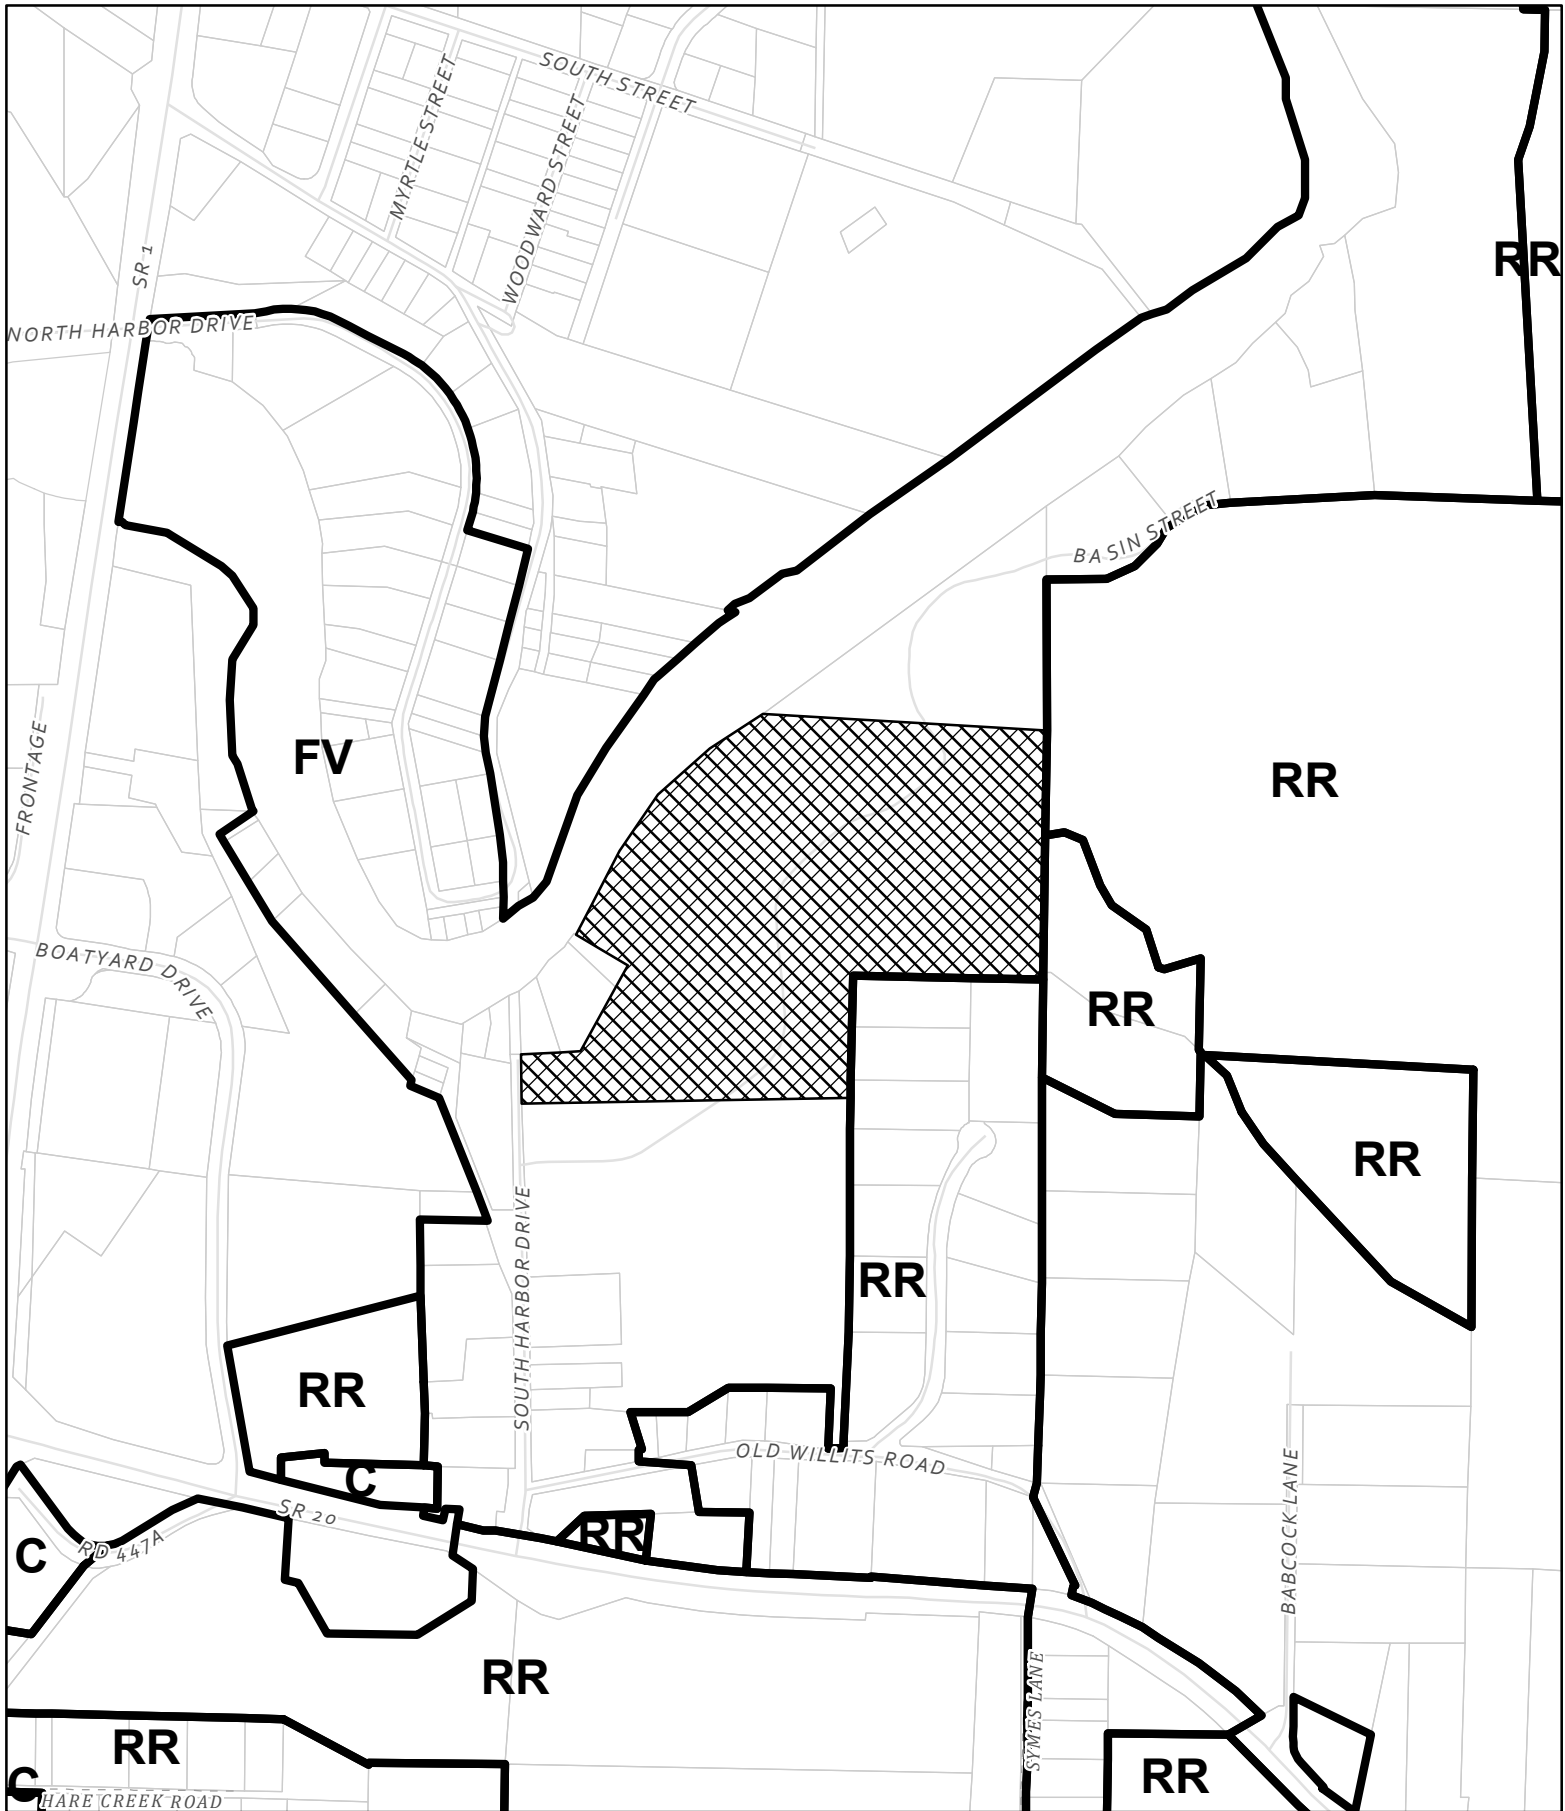 SOUTH STREET
MYRTLE STREET
WOODWARD STREET
SR 1
RR
NORTH HARBOR DRIVE
BASIN STREET
FRONTAGE
FV
RR
BOATYARD DRIVE
RR
RR
SOUTH HARBOR DRIVE
RR
RR
OLD WILLITS ROAD
C
SR 20
RR
BABCOCK LANE
C
RD 447A
RR
SYMES LANE
RR
RR
C
HARE CREEK ROAD